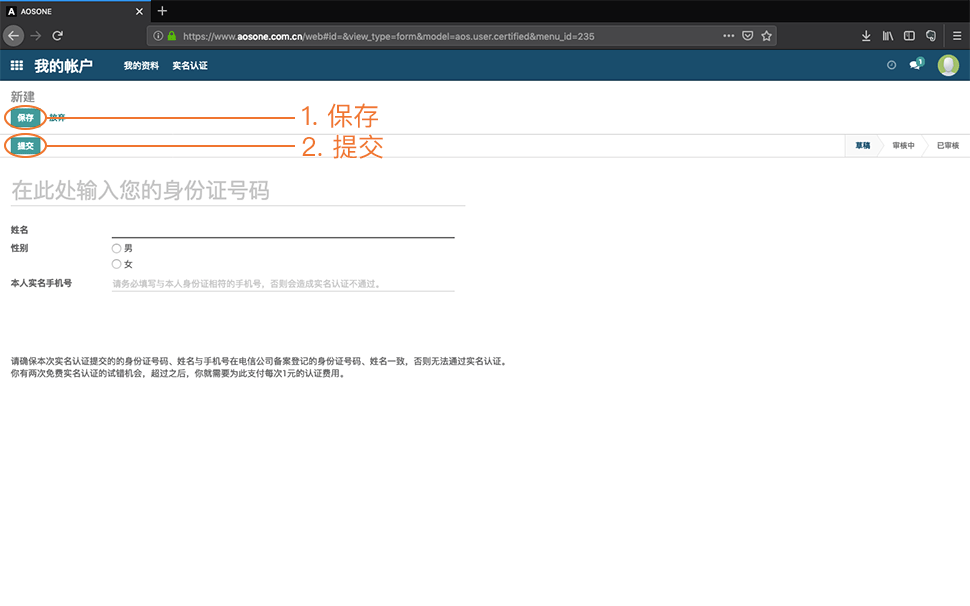 AOSONE
https://www.aosone.com.cn/web#id=&view_type=form&model=aos.user.certified&menu_id=235
我的帐户 我的资料 实名认证 1
新建
保存 放弃 1. 保存
提交 2. 提交 草稿 审核中 已审核
在此处输入您的身份证号码
姓名
性别 男
女
本人实名手机号 请务必填写与本人身份证相符的手机号、否则会造成实名认证不通过。
请确保本次实名认证提交的的身份证号码、姓名与手机号在电信公司备案登记的身份证号码、姓名一致，否则无法通过实名认证。
你有两次免费实名认证的试错机会，超过之后，你就需要为此支付每次1元的认证费用。